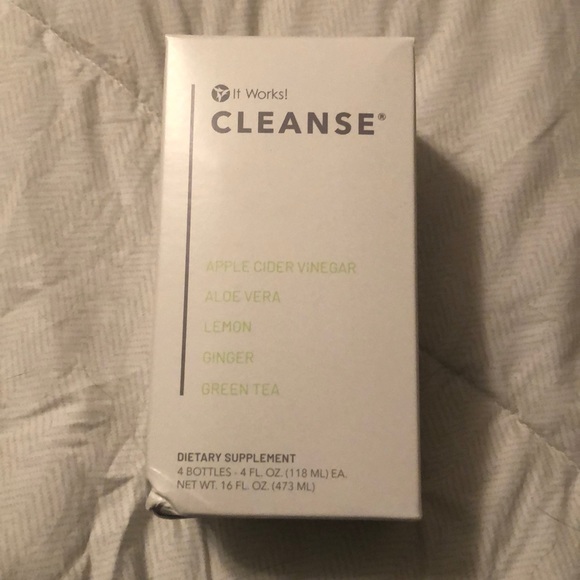 It Works!
CLEANSE®
APPLE CIDER VINEGAR
ALOE VERA
LEMON
GINGER
GREEN TEA
DIETARY SUPPLEMENT
4 BOTTLES - 4 FL. OZ. (118 ML) EA.
NET WT. 16 FL. OZ. (473 ML)